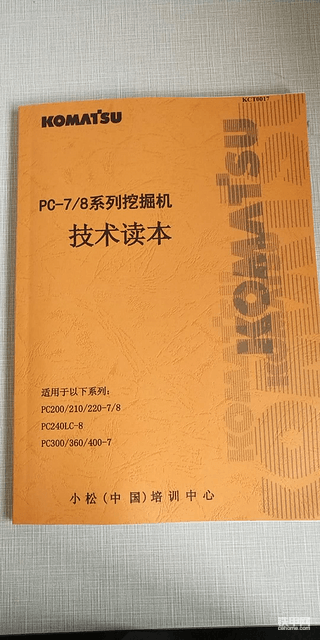 KCT0017
KOMATSU
PC-7/8系列挖掘机
技术读本
KOMATSU
适用于以下系列：
PC200/210/220-7/8
PC240LC-8
PC300/360/400-7
小松(中国)培训中心